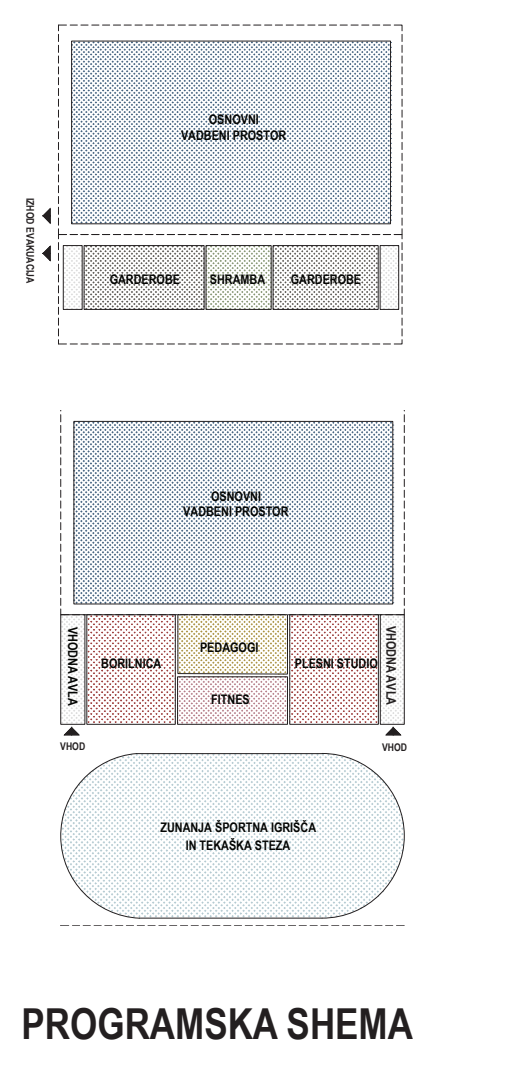 OSNOVNI
VADBENI PROSTOR
IZHOD EVAKUACIJA
GARDEROBE
SHRAMBA
GARDEROBE
OSNOVNI
VADBENI PROSTOR
VHODNA AVLA
BORILNICA
PEDAGOGI
FITNES
PLESNI STUDIO
VHODNA AVLA
VHOD
VHOD
ZUNANJA ŠPORTNA IGRIŠČA
IN TEKAŠKA STEZA
PROGRAMSKA SHEMA